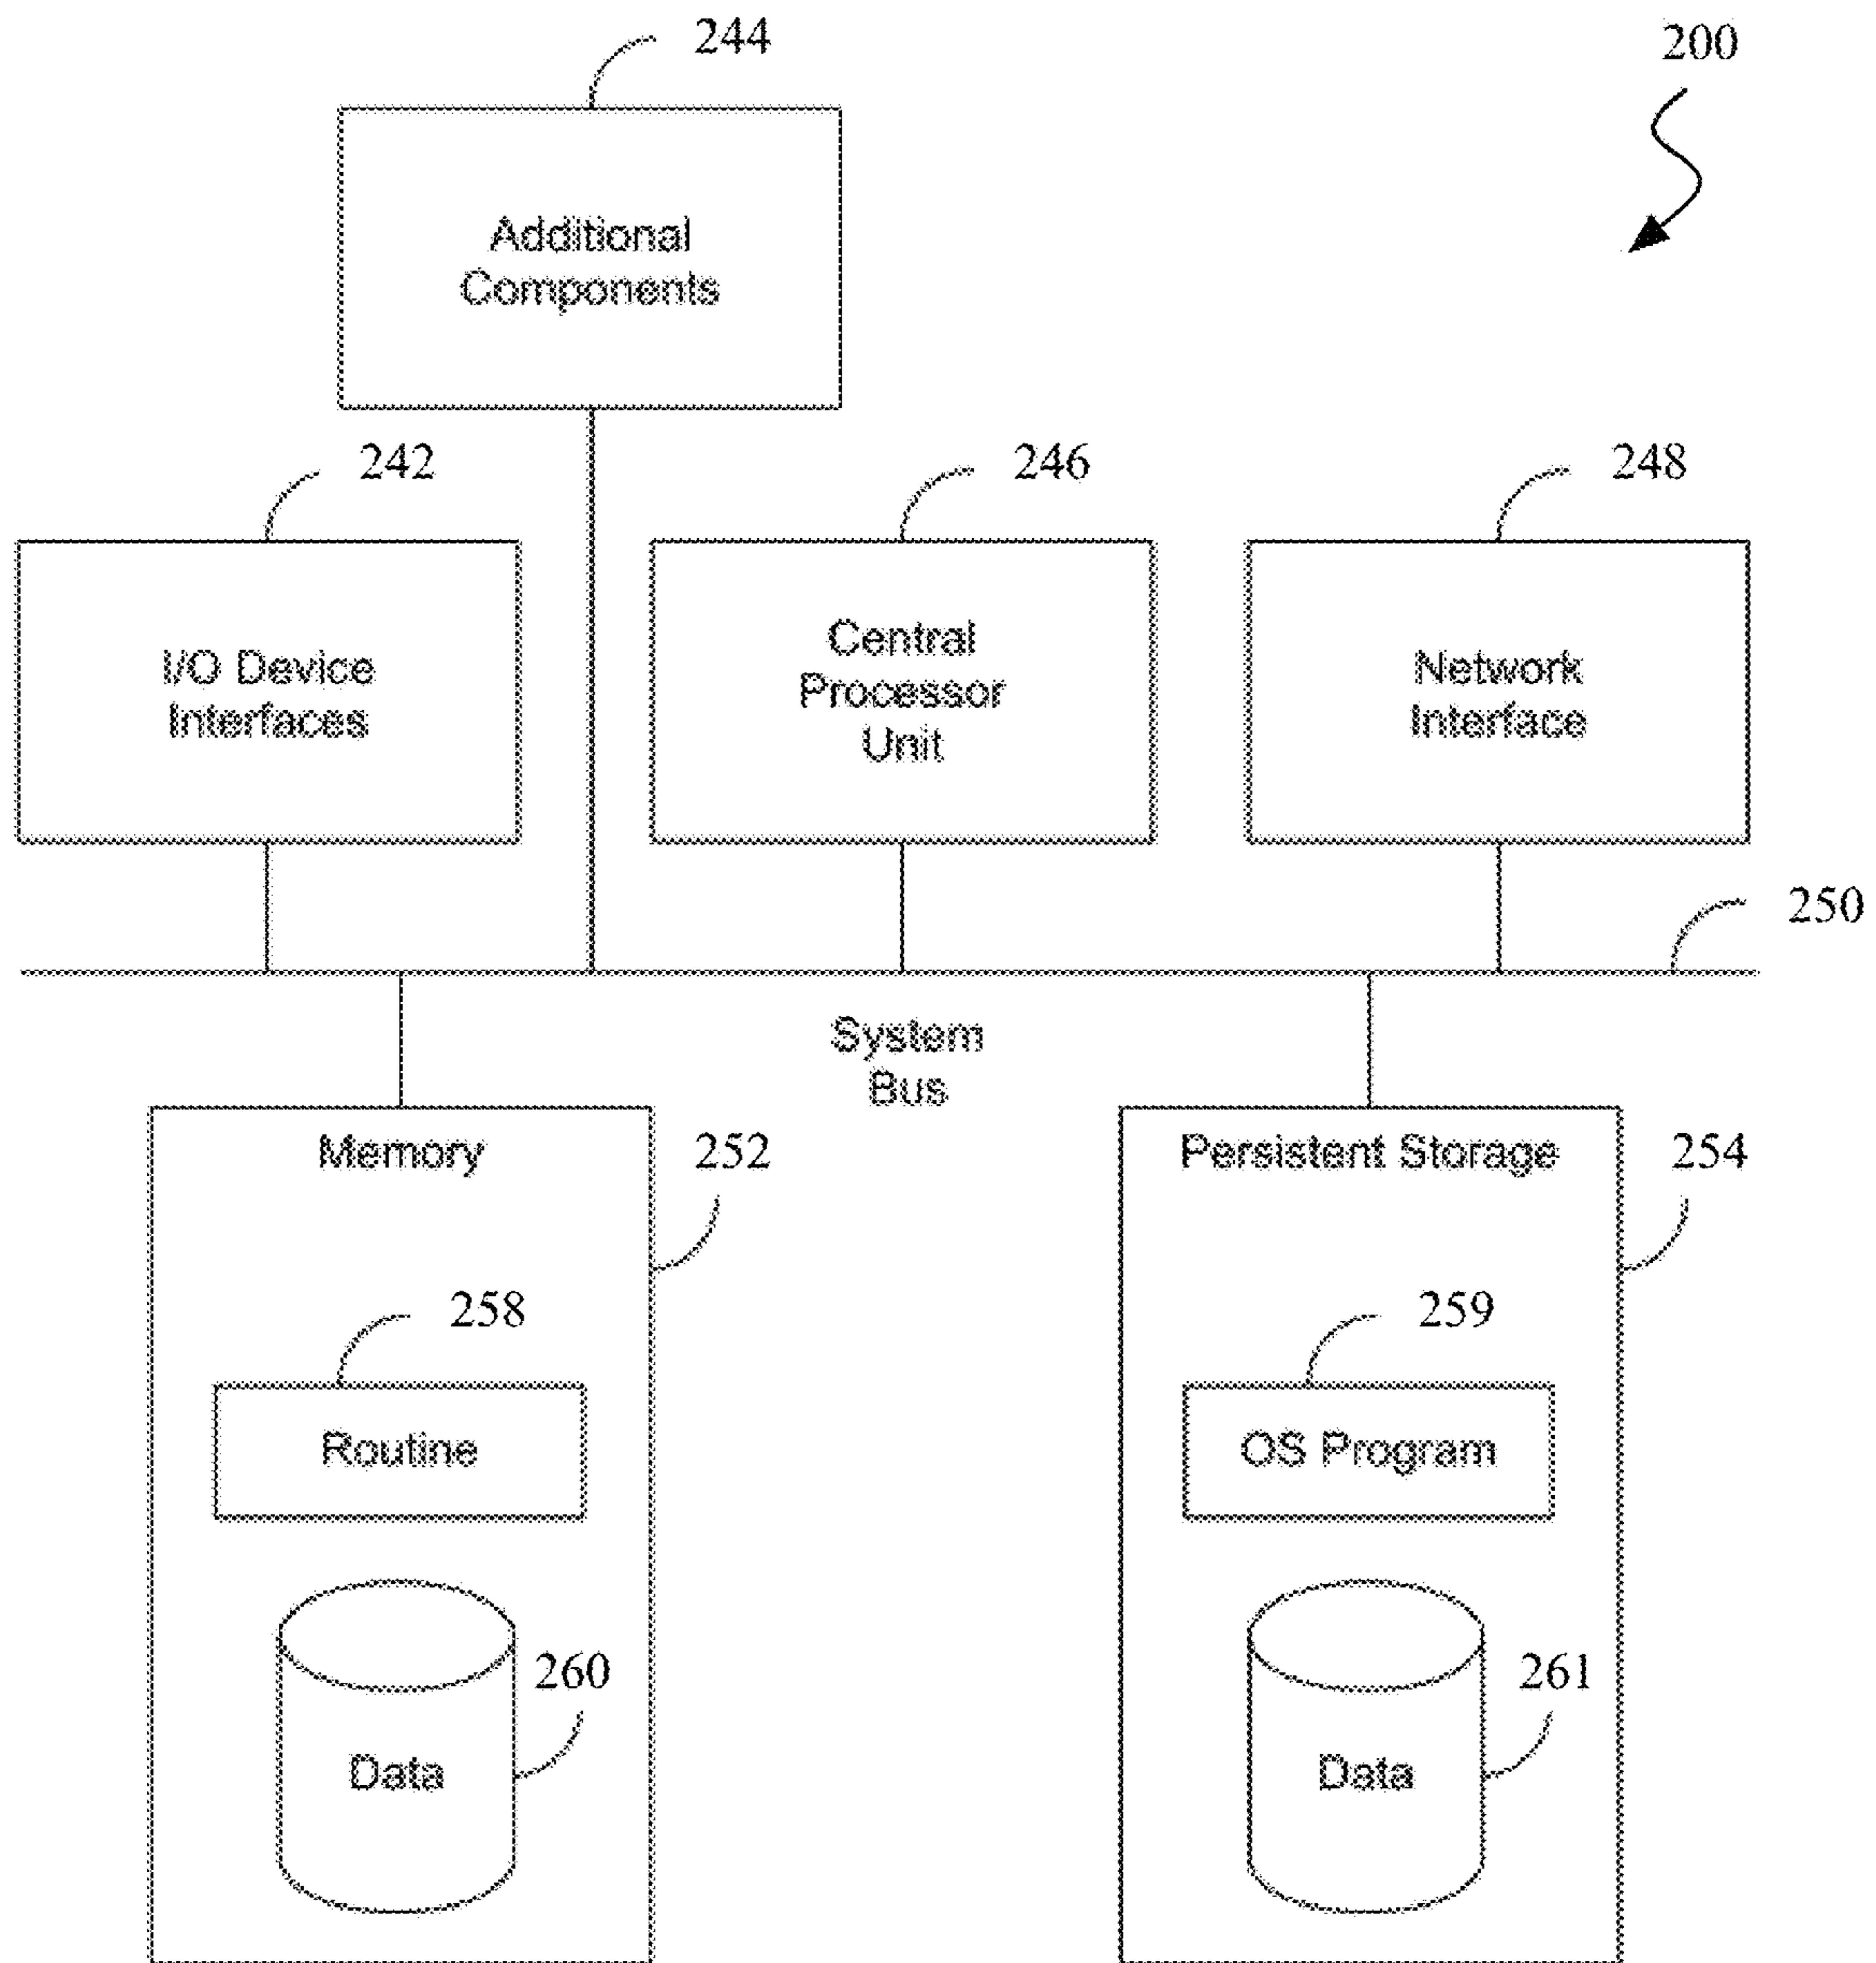 244
200
Additional
Components
242
246
248
I/O Device
Interfaces
Central
Processor
Unit
Network
Interface
250
System
Bus
Memory
252
Persistent Storage
254
258
259
Routine
OS Program
260
261
Data
Data